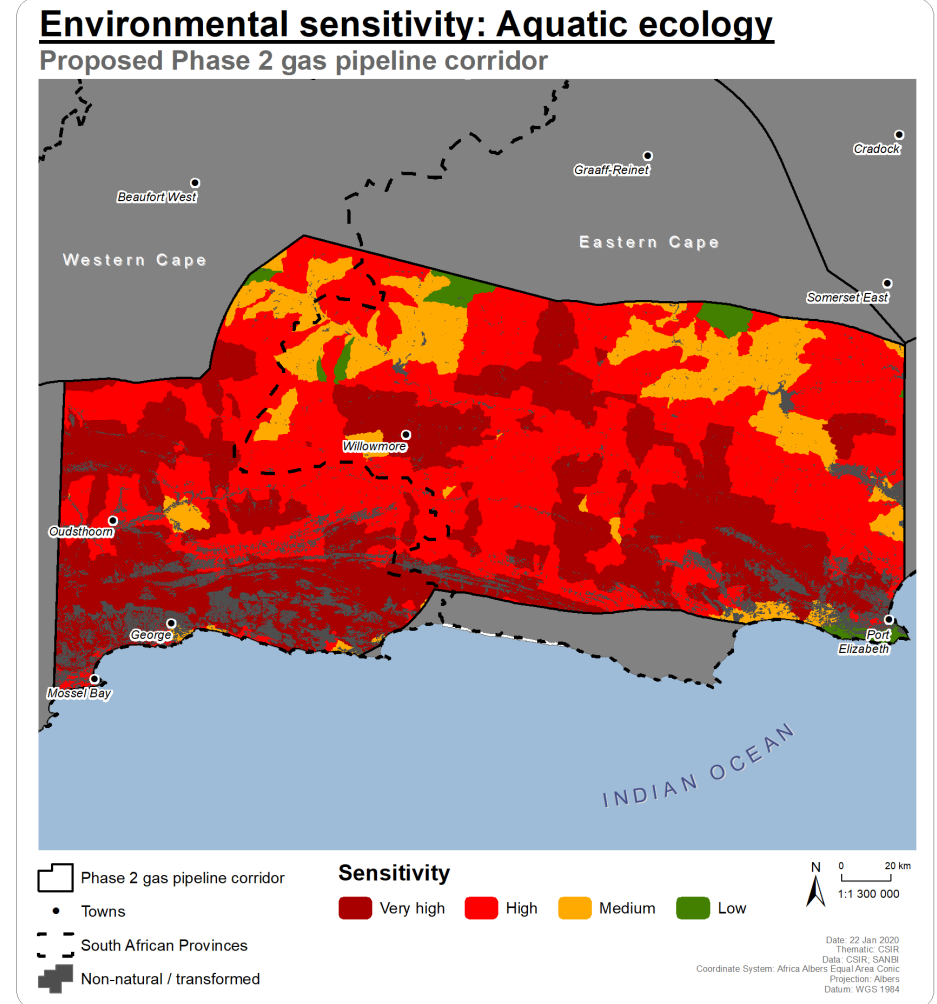 Environmental sensitivity: Aquatic ecology
Proposed Phase 2 gas pipeline corridor
Cradock
Graaff-Reinet
Beaufort West
Eastern Cape
Western Cape
Somerset East
Willowmore
Oudsthoorn
George
Port
Elizabeth
Mossel Bay
INDIAN OCEAN
Phase 2 gas pipeline corridor
Towns
South African Provinces
Non-natural / transformed
Sensitivity
Very high
High
Medium
Low
N
0 20 km
1:1 300 000
Date: 22 Jan 2020
Thematic: CSIR
Data: CSIR; SANBI
Coordinate System: Africa Albers Equal Area Conic
Projection: Albers
Datum: WGS 1984